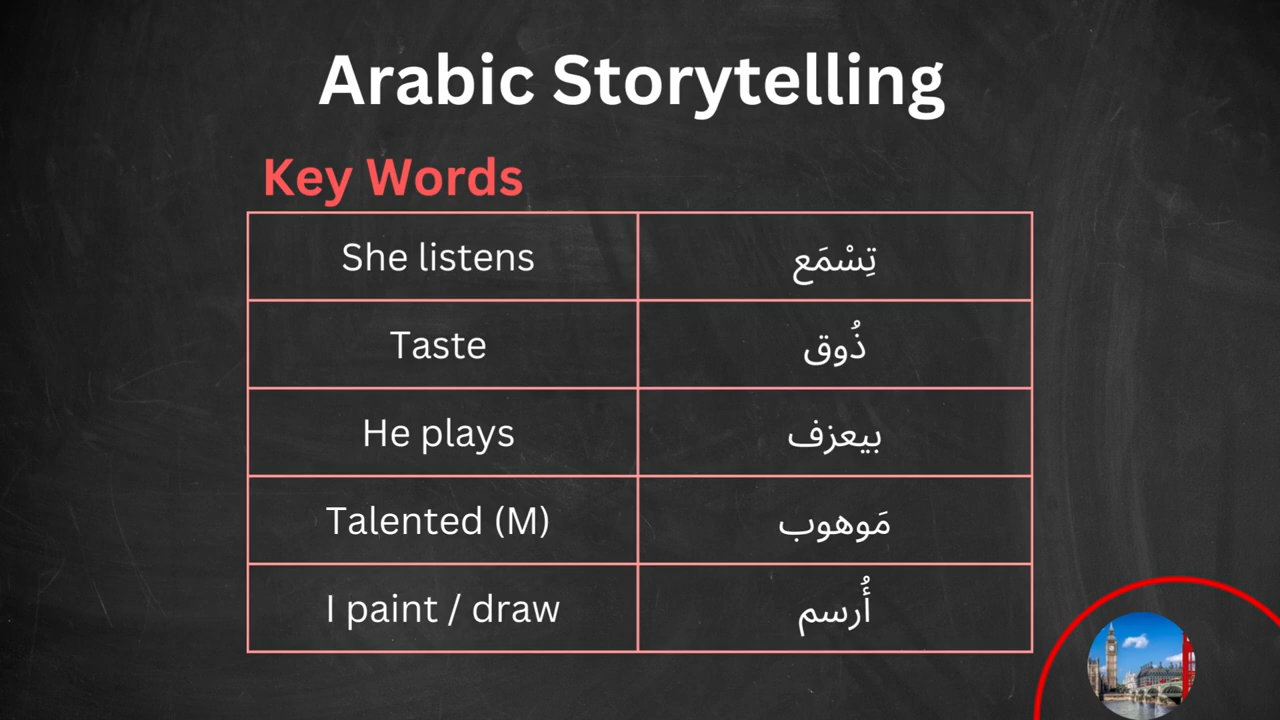 Arabic Storytelling
Key Words
She listens تِسْمَع
Taste ذُوق
He plays بيعزف
Talented (M) مَوهوب
I paint / draw أُرسم